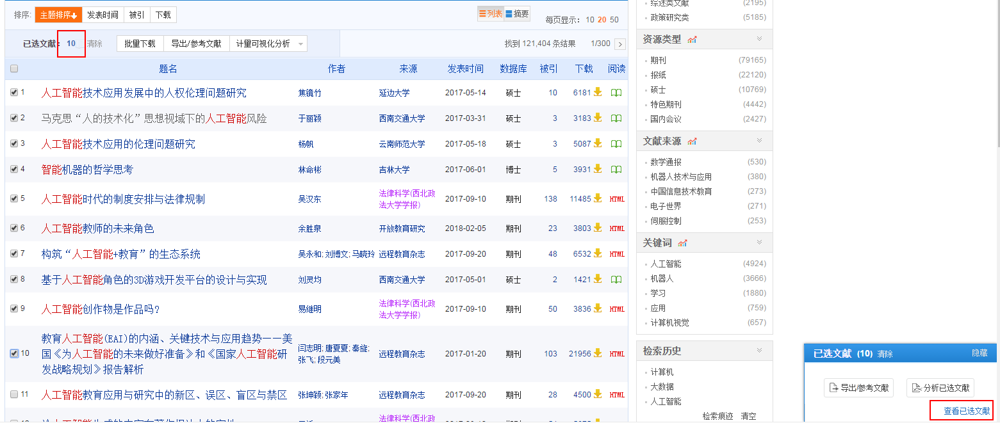 排序: 主题排序 发表时间 被引 下载 列表 摘要 每页显示: 10 20 50
已选文献: 10 清除 批量下载 导出/参考文献 计量可视化分析 找到 121,404 条结果 1/300
题名 作者 来源 发表时间 数据库 被引 下载 阅读
1 人工智能技术应用发展中的人权伦理问题研究 焦镜竹 延边大学 2017-05-14 硕士 10 6181
2 马克思“人的技术化”思想视域下的人工智能风险 于丽颖 西南交通大学 2017-03-31 硕士 3 3183
3 人工智能技术应用的伦理问题研究 杨帆 云南师范大学 2017-05-18 硕士 3 5087
4 智能机器的哲学思考 林命彬 吉林大学 2017-06-01 博士 5 3931
5 人工智能时代的制度安排与法律规制 吴汉东 法律科学(西北政 2017-09-10 期刊 138 11485 HTML
法大学学报)
6 人工智能教师的未来角色 余胜泉 开放教育研究 2018-02-05 期刊 23 3803 HTML
7 构筑“人工智能+教育”的生态系统 吴永和; 刘博文; 马晓玲 远程教育杂志 2017-09-20 期刊 48 6532 HTML
8 基于人工智能角色的3D游戏开发平台的设计与实现 刘灵均 西南交通大学 2017-05-01 硕士 2 1421
9 人工智能创作物是作品吗? 易继明 法律科学(西北政 2017-09-10 期刊 50 3836 HTML
法大学学报)
教育人工智能(EAI)的内涵、关键技术与应用趋势——美
10 国《为人工智能的未来做好准备》和《国家人工智能研 闫志明; 唐夏夏; 秦旋; 远程教育杂志 2017-01-20 期刊 103 21956 HTML
发战略规划》报告解析 张飞; 段元美
11 人工智能教育应用与研究中的新区、误区、盲区与禁区 张坤颖; 张家年 远程教育杂志 2017-09-20 期刊 28 4500 HTML
法律科学(西北政
综述类文献 (2195)
政策研究类 (5185)
资源类型
期刊 (79165)
报纸 (22120)
硕士 (10769)
特色期刊 (4442)
国内会议 (2427)
文献来源
数学通报 (530)
机器人技术与应用 (380)
中国信息技术教育 (273)
电子世界 (271)
伺服控制 (253)
关键词
人工智能 (4924)
机器人 (3666)
学习 (1880)
应用 (759)
计算机视觉 (657)
检索历史
计算机
大数据
人工智能
检索痕迹 清空
已选文献 (10) 清除 隐藏
导出/参考文献 分析已选文献
查看已选文献